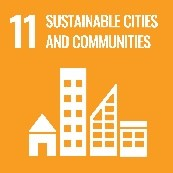 11 SUSTAINABLE CITIES
AND COMMUNITIES